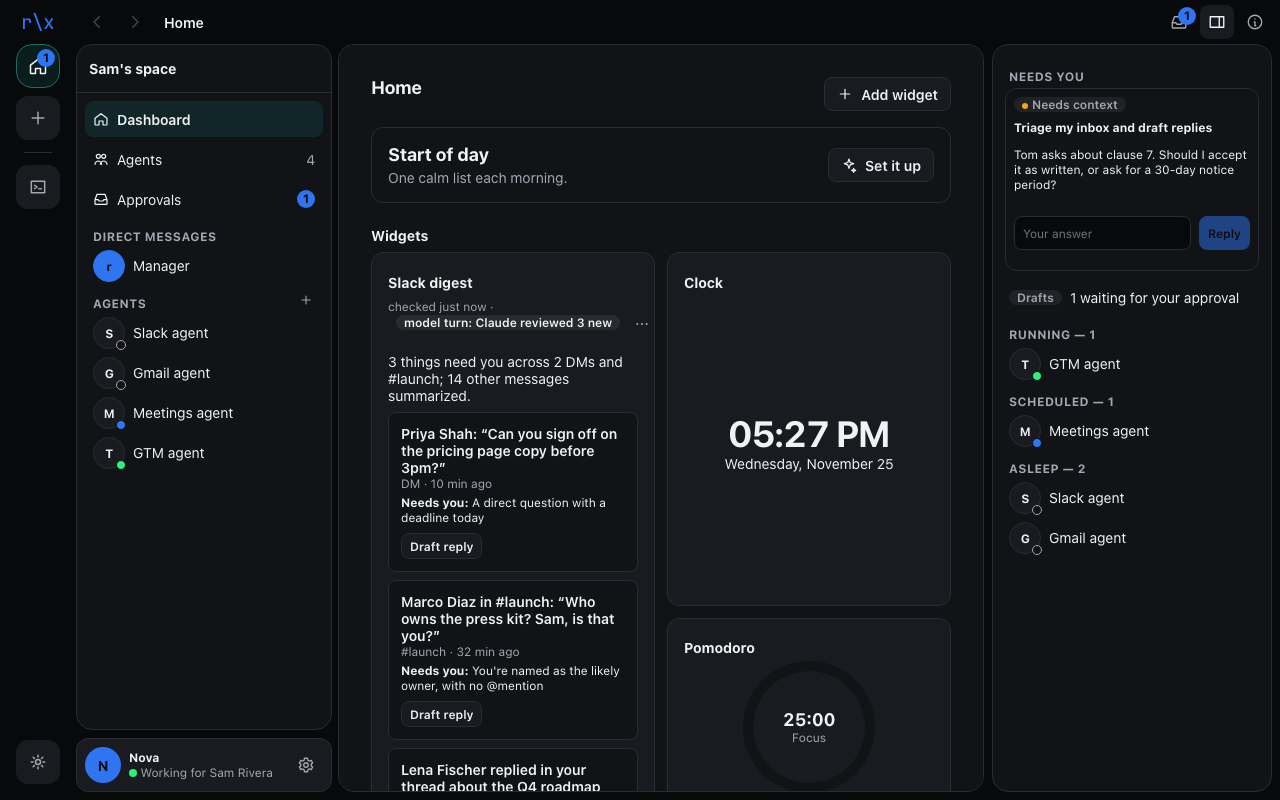 r\x
Home
1
1
Sam's space
Dashboard
Agents
4
Approvals
1
DIRECT MESSAGES
r
Manager
AGENTS
S
Slack agent
G
Gmail agent
M
Meetings agent
T
GTM agent
N
Nova
Working for Sam Rivera
Home
Add widget
Start of day
One calm list each morning.
Set it up
Widgets
Slack digest
checked just now ·
model turn: Claude reviewed 3 new
3 things need you across 2 DMs and
#launch; 14 other messages
summarized.
Priya Shah: “Can you sign off on
the pricing page copy before
3pm?”
DM · 10 min ago
Needs you: A direct question with a
deadline today
Draft reply
Marco Diaz in #launch: “Who
owns the press kit? Sam, is that
you?”
#launch · 32 min ago
Needs you: You're named as the likely
owner, with no @mention
Draft reply
Lena Fischer replied in your
thread about the Q4 roadmap
Clock
05:27 PM
Wednesday, November 25
Pomodoro
25:00
Focus
NEEDS YOU
Needs context
Triage my inbox and draft replies
Tom asks about clause 7. Should I accept
it as written, or ask for a 30-day notice
period?
Your answer
Reply
Drafts
1 waiting for your approval
RUNNING — 1
T
GTM agent
SCHEDULED — 1
M
Meetings agent
ASLEEP — 2
S
Slack agent
G
Gmail agent